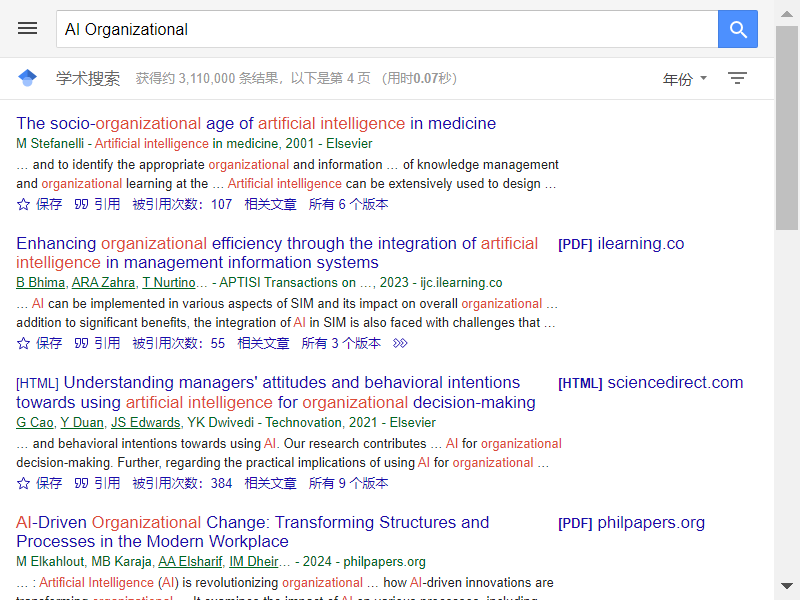 AI Organizational
学术搜索 获得约 3,110,000 条结果，以下是第 4 页 （用时0.07秒） 年份
The socio-organizational age of artificial intelligence in medicine
M Stefanelli - Artificial intelligence in medicine, 2001 - Elsevier
… and to identify the appropriate organizational and information … of knowledge management
and organizational learning at the … Artificial intelligence can be extensively used to design …
保存 引用 被引用次数：107 相关文章 所有 6 个版本
Enhancing organizational efficiency through the integration of artificial [PDF] ilearning.co
intelligence in management information systems
B Bhima, ARA Zahra, T Nurtino… - APTISI Transactions on …, 2023 - ijc.ilearning.co
… AI can be implemented in various aspects of SIM and its impact on overall organizational …
addition to significant benefits, the integration of AI in SIM is also faced with challenges that …
保存 引用 被引用次数：55 相关文章 所有 3 个版本
[HTML] Understanding managers' attitudes and behavioral intentions [HTML] sciencedirect.com
towards using artificial intelligence for organizational decision-making
G Cao, Y Duan, JS Edwards, YK Dwivedi - Technovation, 2021 - Elsevier
… and behavioral intentions towards using AI. Our research contributes … AI for organizational
decision-making. Further, regarding the practical implications of using AI for organizational …
保存 引用 被引用次数：384 相关文章 所有 9 个版本
AI-Driven Organizational Change: Transforming Structures and [PDF] philpapers.org
Processes in the Modern Workplace
M Elkahlout, MB Karaja, AA Elsharif, IM Dheir… - 2024 - philpapers.org
… : Artificial Intelligence (AI) is revolutionizing organizational … how AI-driven innovations are
transforming organizational … It examines the impact of AI on various processes, including